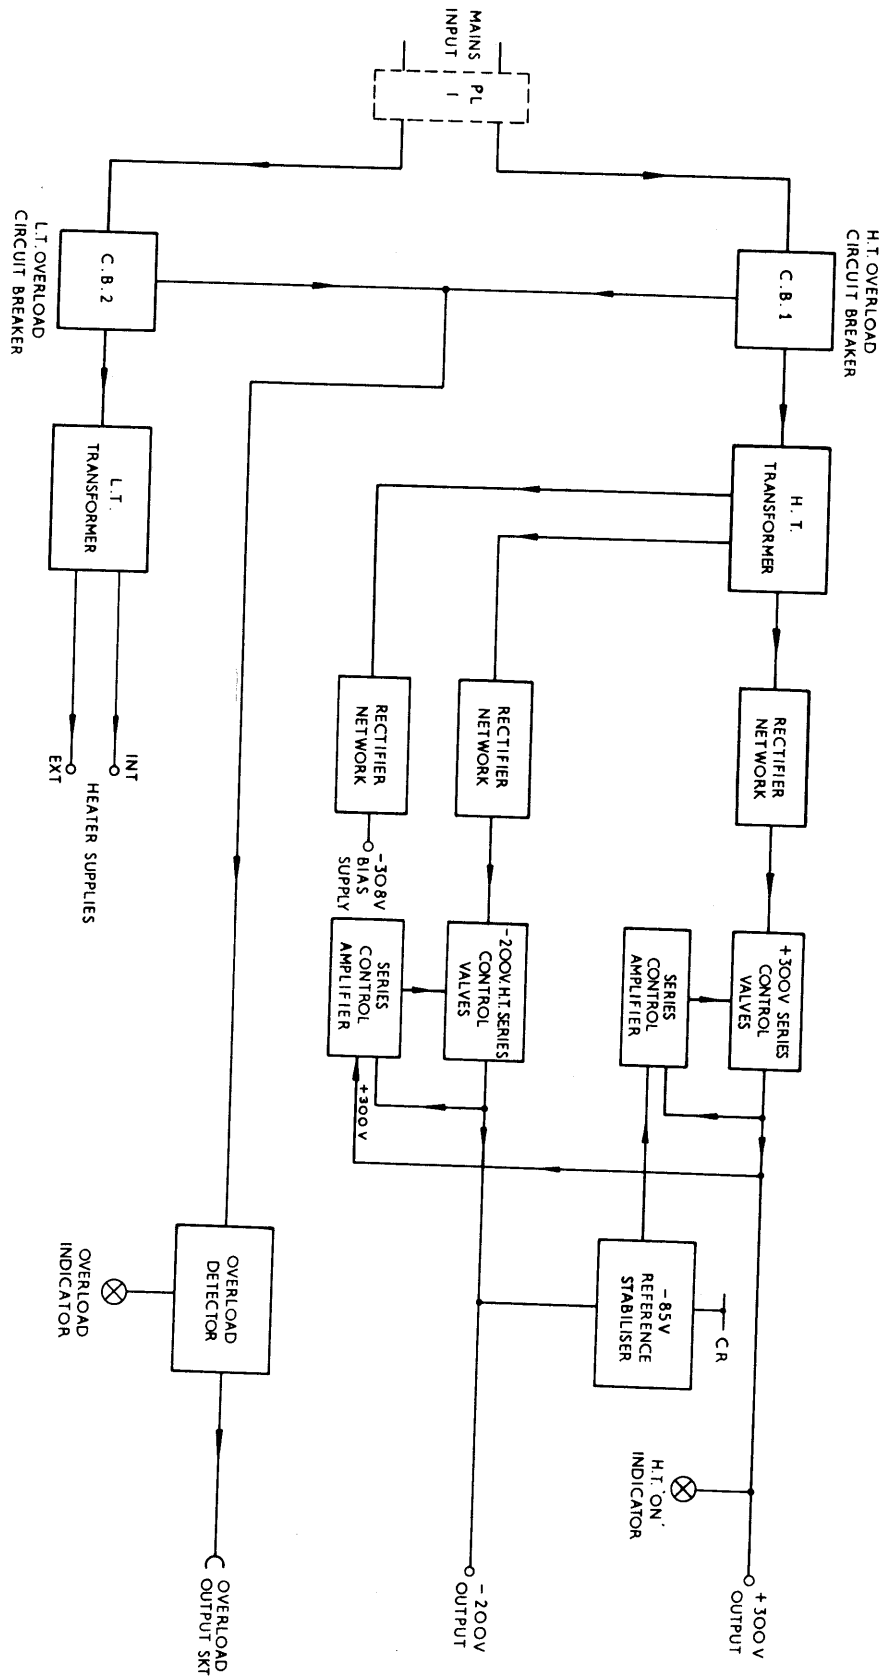 MAINS
INPUT
PL
1
H.T. OVERLOAD
CIRCUIT BREAKER
C.B.1
H.T.
TRANSFORMER
RECTIFIER
NETWORK
+300V SERIES
CONTROL
VALVES
SERIES
CONTROL
AMPLIFIER
-85V
REFERENCE
STABILISER
CR
H.T. 'ON'
INDICATOR
+300V
OUTPUT
RECTIFIER
NETWORK
-200V. H.T. SERIES
CONTROL
VALVES
RECTIFIER
NETWORK
-308V
BIAS
SUPPLY
SERIES
CONTROL
AMPLIFIER
+300V
-200V
OUTPUT
L.T. OVERLOAD
CIRCUIT BREAKER
C.B.2
L.T.
TRANSFORMER
INT
EXT
HEATER SUPPLIES
OVERLOAD
DETECTOR
OVERLOAD
INDICATOR
OVERLOAD
OUTPUT SKT